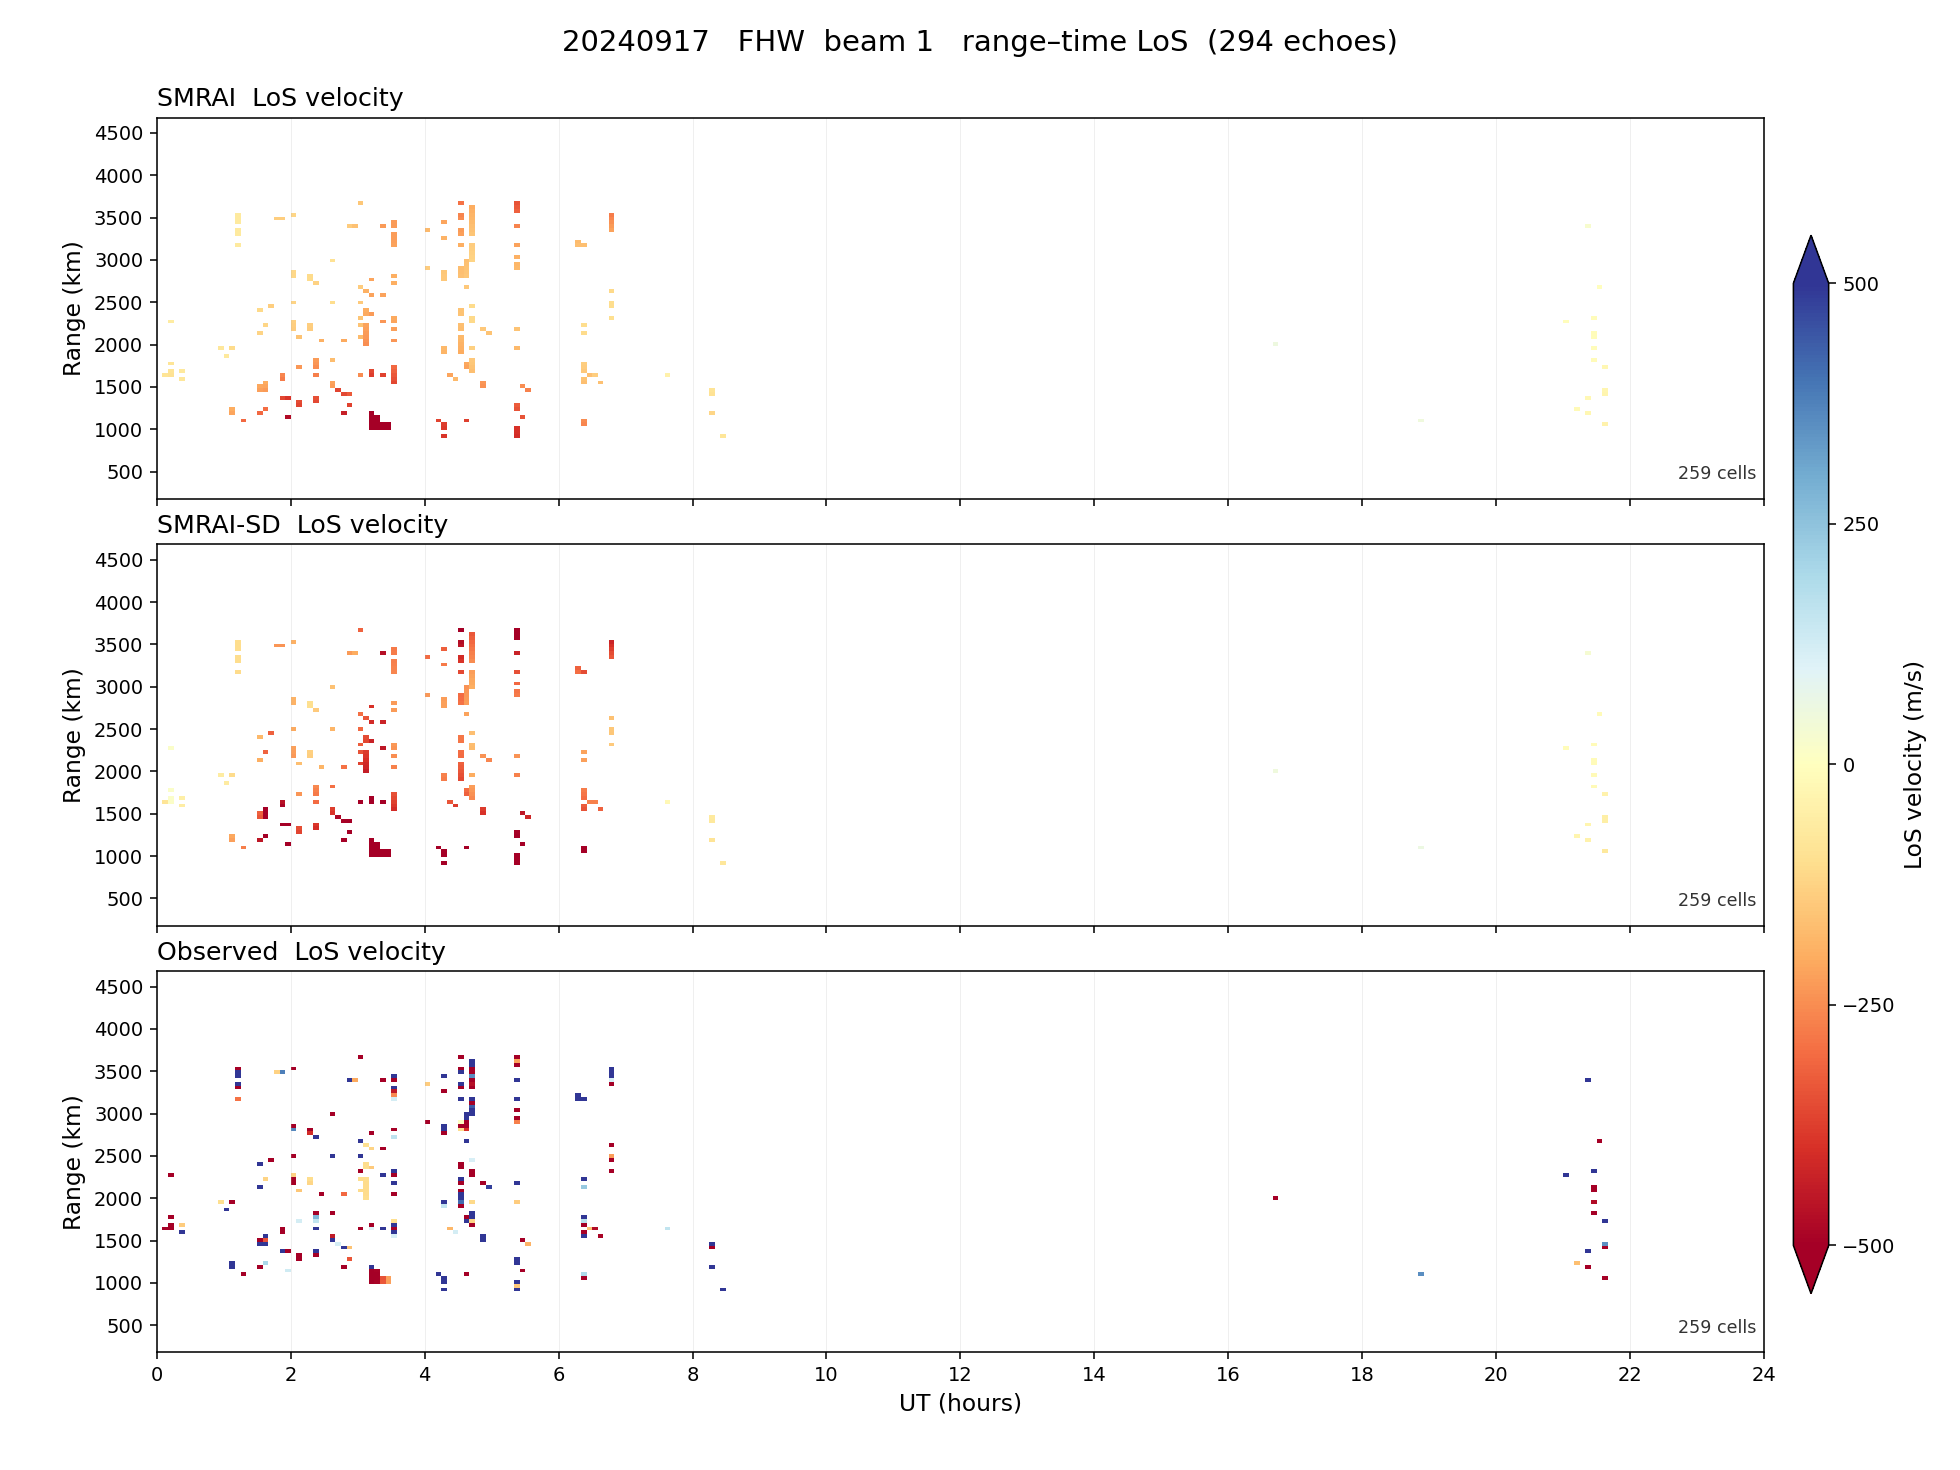 20240917   FHW  beam 1   range–time LoS  (294 echoes)
SMRAI  LoS velocity
4500
4000
3500
3000
2500
2000
1500
1000
500
Range (km)
259 cells
SMRAI-SD  LoS velocity
4500
4000
3500
3000
2500
2000
1500
1000
500
Range (km)
259 cells
Observed  LoS velocity
4500
4000
3500
3000
2500
2000
1500
1000
500
Range (km)
259 cells
0 2 4 6 8 10 12 14 16 18 20 22 24
UT (hours)
500
250
0
−250
−500
LoS velocity (m/s)